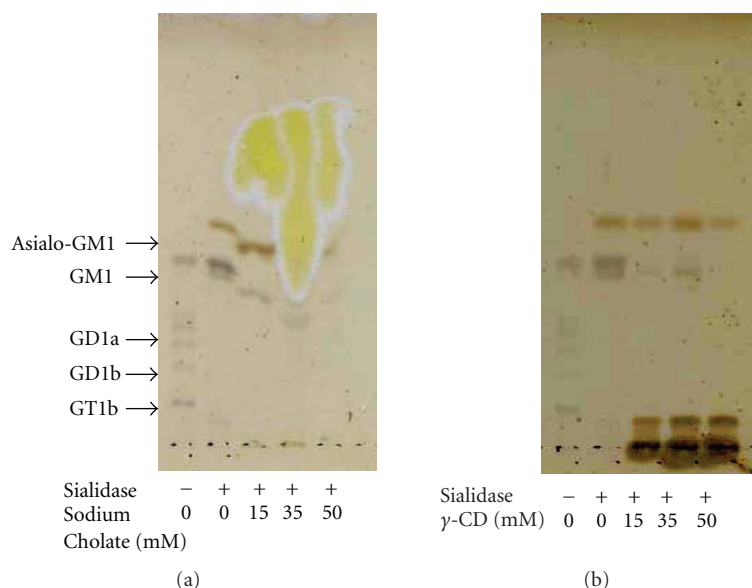 Asialo-GM1
GM1
GD1a
GD1b
GT1b
Sialidase − + + + +
Sodium 0 0 15 35 50
Cholate (mM)
(a)
Sialidase − + + + +
γ-CD (mM) 0 0 15 35 50
(b)